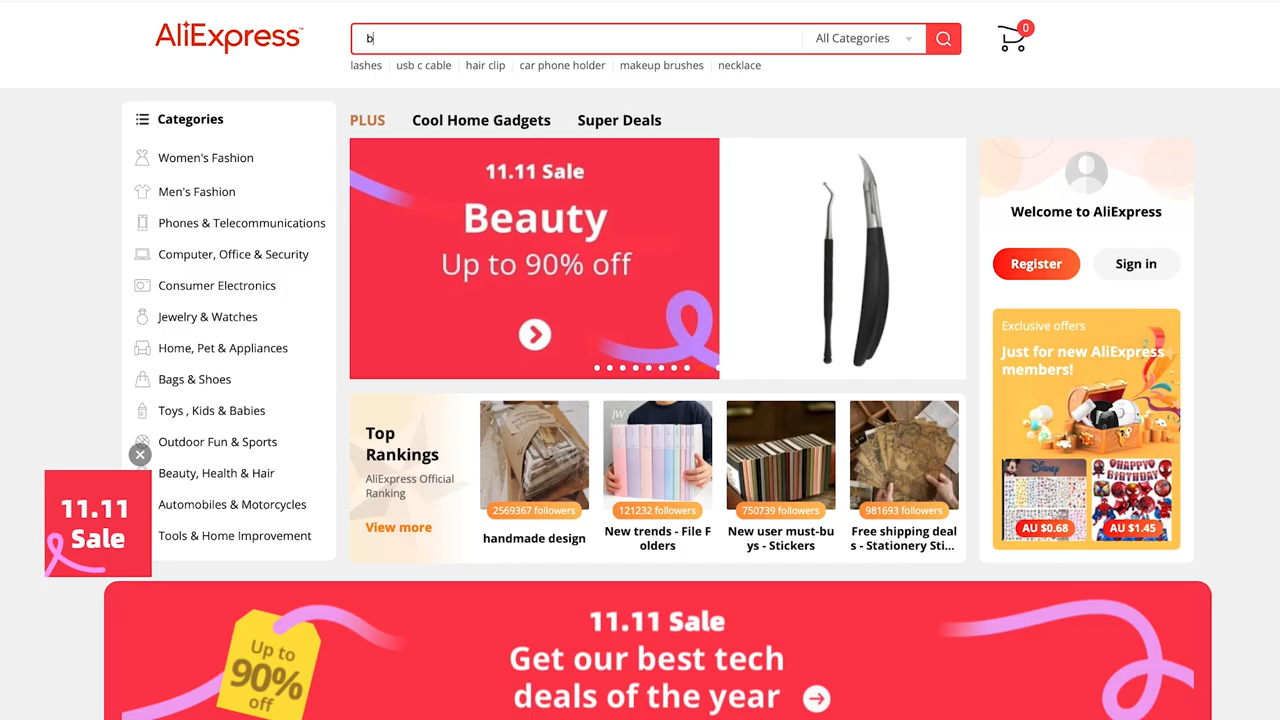 AliExpress™
b
All Categories
0
lashes
usb c cable
hair clip
car phone holder
makeup brushes
necklace
Categories
Women's Fashion
Men's Fashion
Phones & Telecommunications
Computer, Office & Security
Consumer Electronics
Jewelry & Watches
Home, Pet & Appliances
Bags & Shoes
Toys , Kids & Babies
Outdoor Fun & Sports
Beauty, Health & Hair
Automobiles & Motorcycles
Tools & Home Improvement
11.11
Sale
PLUS
Cool Home Gadgets
Super Deals
11.11 Sale
Beauty
Up to 90% off
Top
Rankings
AliExpress Official
Ranking
View more
2569367 followers
handmade design
JW
121232 followers
New trends - File F
olders
750739 followers
New user must-bu
ys - Stickers
981693 followers
Free shipping deal
s - Stationery Sti...
Welcome to AliExpress
Register
Sign in
Exclusive offers
Just for new AliExpress
members!
Disney
AU $0.68
HAPPY
BIRTHDAY
AU $1.45
Up to
90%
off
11.11 Sale
Get our best tech
deals of the year